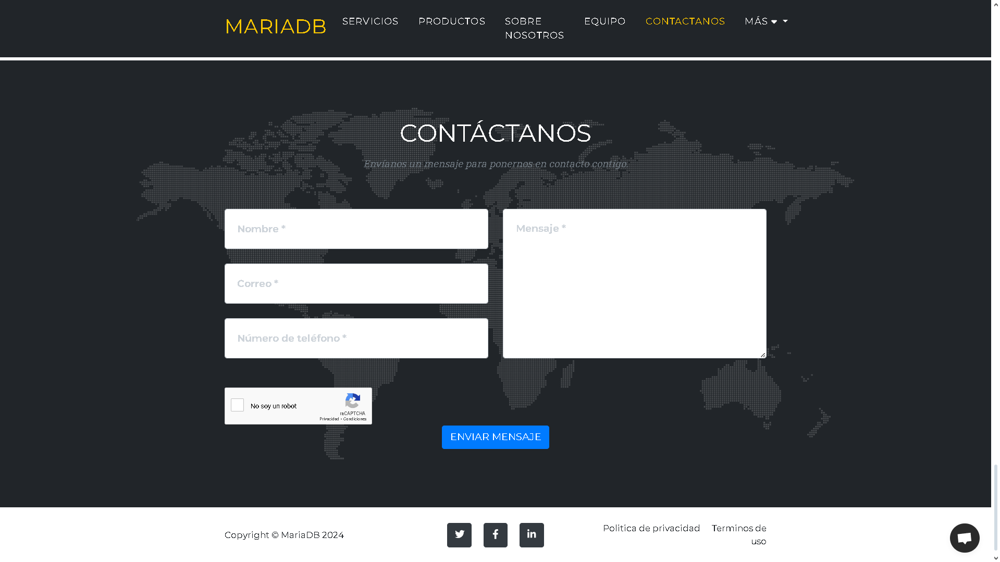 MARIADB
SERVICIOS
PRODUCTOS
SOBRE
NOSOTROS
EQUIPO
CONTACTANOS
MÁS
CONTÁCTANOS
Envíanos un mensaje para ponernos en contacto contigo.
Nombre *
Mensaje *
Correo *
Número de teléfono *
No soy un robot
reCAPTCHA
Privacidad - Condiciones
ENVIAR MENSAJE
Copyright © MariaDB 2024
Politica de privacidad
Terminos de
uso